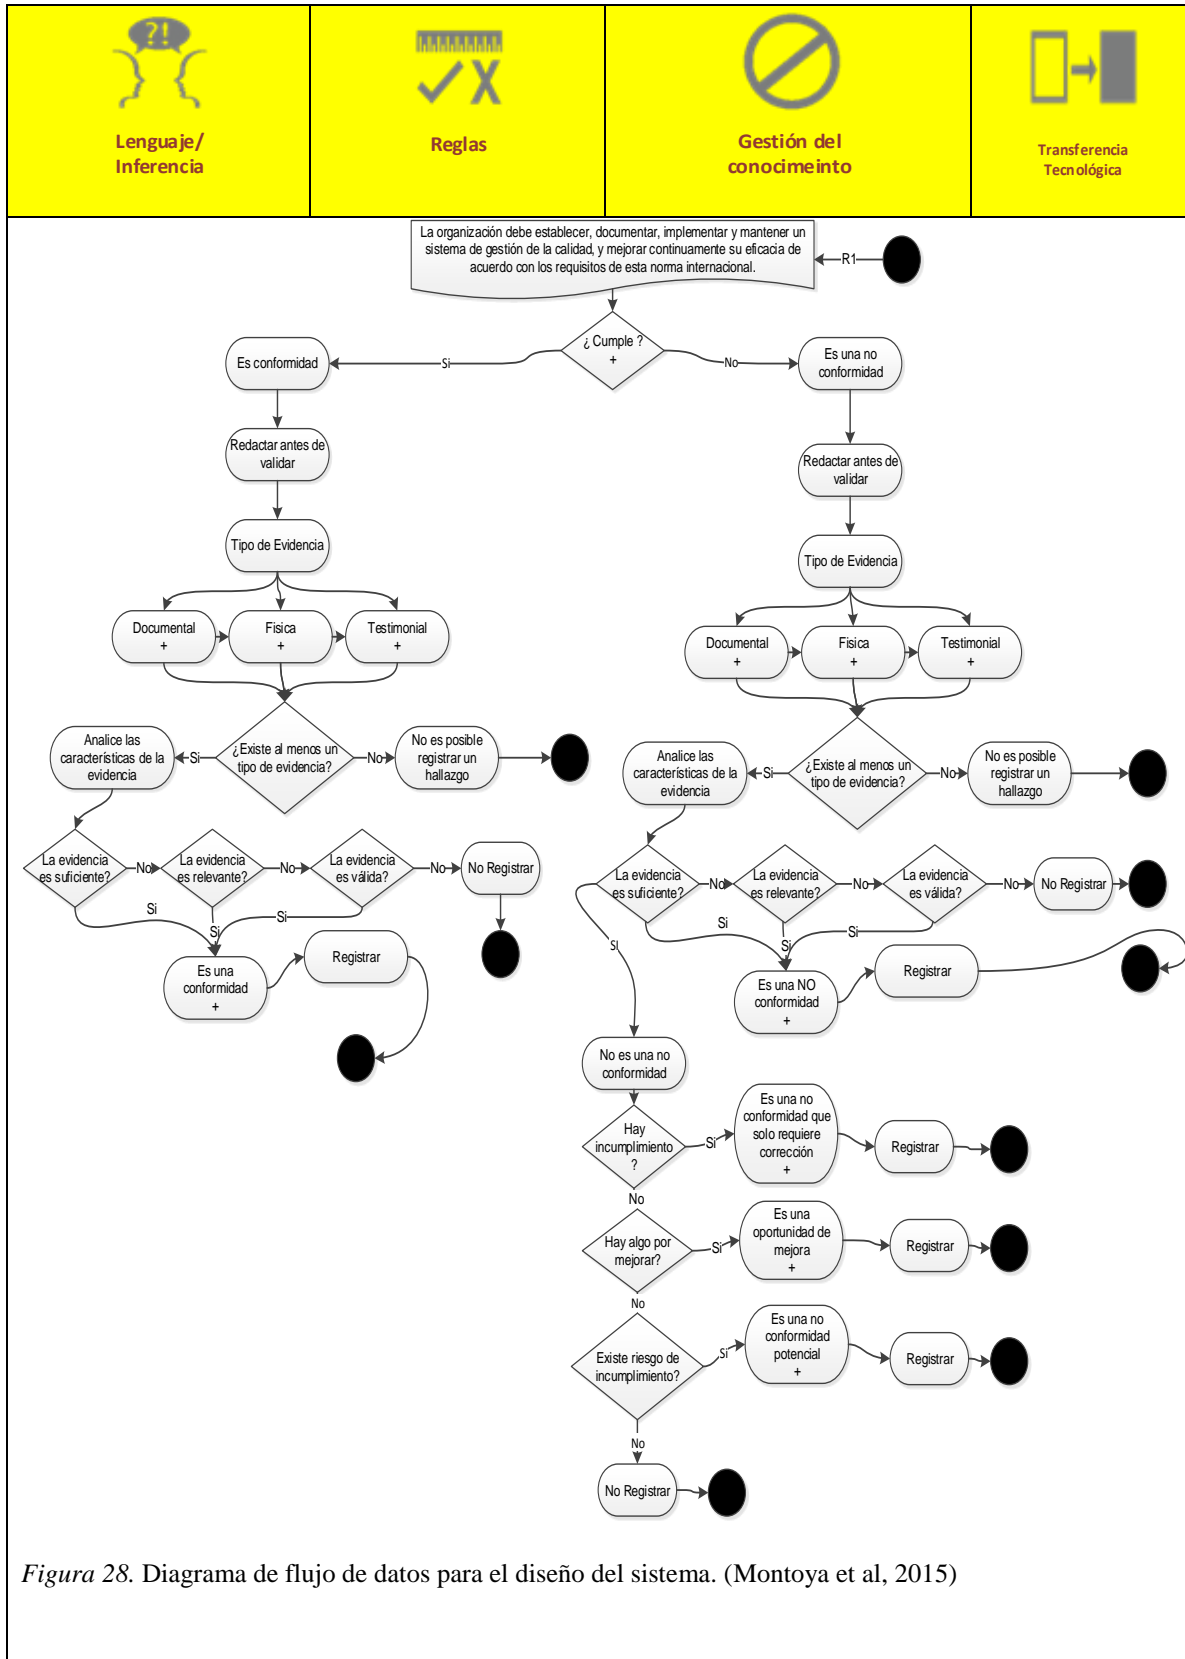 ?!
Lenguaje/
Inferencia
Reglas
Gestión del
conocimeinto
Transferencia
Tecnológica
La organización debe establecer, documentar, implementar y mantener un
sistema de gestión de la calidad, y mejorar continuamente su eficacia de
acuerdo con los requisitos de esta norma internacional.
R1
¿ Cumple ?
+
Si
No
Es conformidad
Es una no
conformidad
Redactar antes de
validar
Redactar antes de
validar
Tipo de Evidencia
Tipo de Evidencia
Documental
+
Fisica
+
Testimonial
+
Documental
+
Fisica
+
Testimonial
+
Analice las
características de la
evidencia
Si
¿Existe al menos un
tipo de evidencia?
No
No es posible
registrar un
hallazgo
Analice las
características de la
evidencia
Si
¿Existe al menos un
tipo de evidencia?
No
No es posible
registrar un
hallazgo
La evidencia
es suficiente?
No
La evidencia
es relevante?
No
La evidencia
es válida?
No
No Registrar
La evidencia
es suficiente?
No
La evidencia
es relevante?
No
La evidencia
es válida?
No
No Registrar
Si
Si
Si
Si
Si
Si
SI
Es una
conformidad
+
Registrar
Es una NO
conformidad
+
Registrar
No es una no
conformidad
Hay
incumplimiento
?
Si
Es una no
conformidad que
solo requiere
corrección
+
Registrar
No
Hay algo por
mejorar?
Si
Es una
oportunidad de
mejora
+
Registrar
No
Existe riesgo de
incumplimiento?
Si
Es una no
conformidad
potencial
+
Registrar
No
No Registrar
Figura 28. Diagrama de flujo de datos para el diseño del sistema. (Montoya et al, 2015)